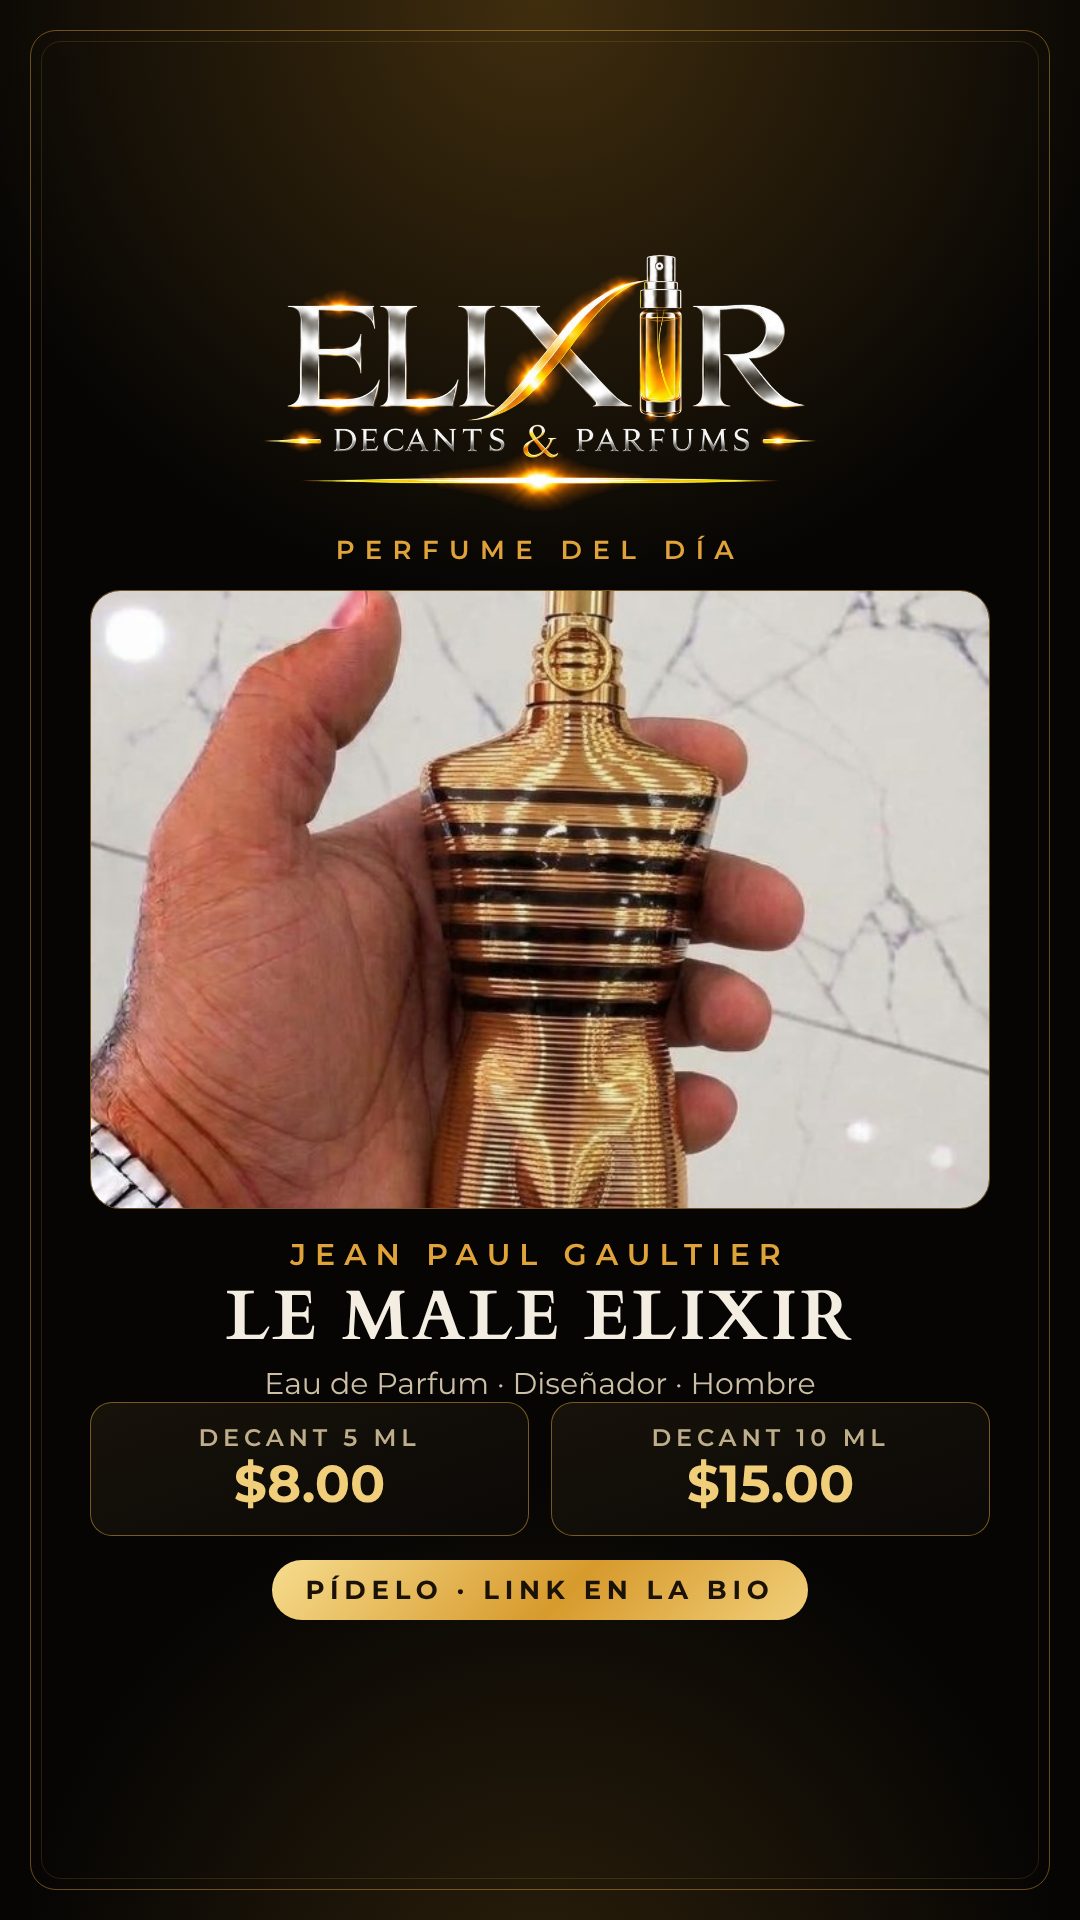 ELIXIR
DECANTS & PARFUMS
PERFUME DEL DÍA
JEAN PAUL GAULTIER
LE MALE ELIXIR
Eau de Parfum · Diseñador · Hombre
DECANT 5 ML
$8.00
DECANT 10 ML
$15.00
PÍDELO · LINK EN LA BIO